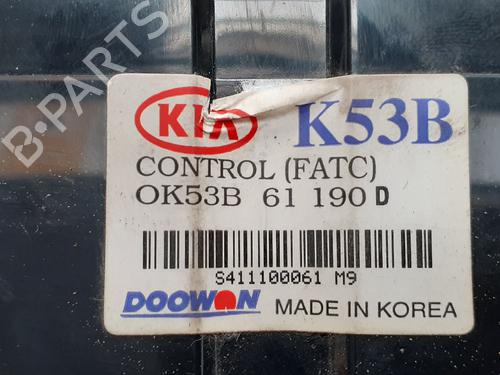 B-PARTS
KIA K53B
CONTROL (FATC)
OK53B 61 190 D
S411100061 M9
DOOWON MADE IN KOREA